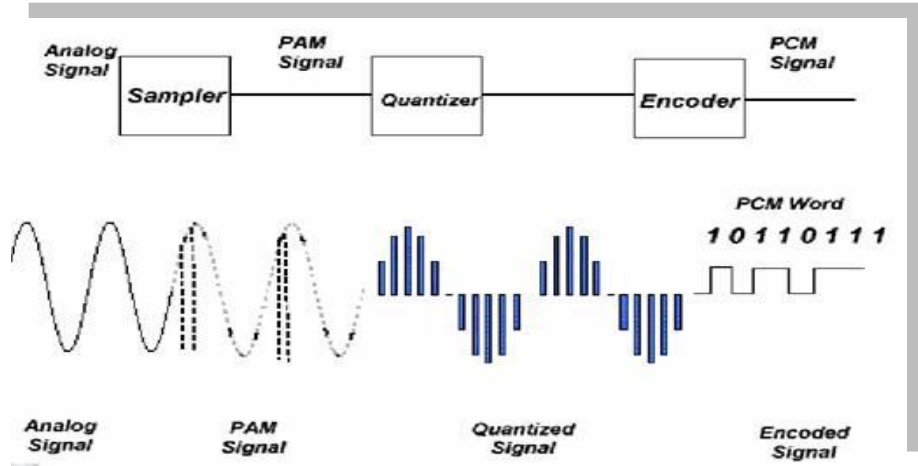 Analog
Signal
PAM
Signal
PCM
Signal
Sampler
Quantizer
Encoder
PCM Word
1 0 1 1 0 1 1 1
Analog
Signal
PAM
Signal
Quantized
Signal
Encoded
Signal